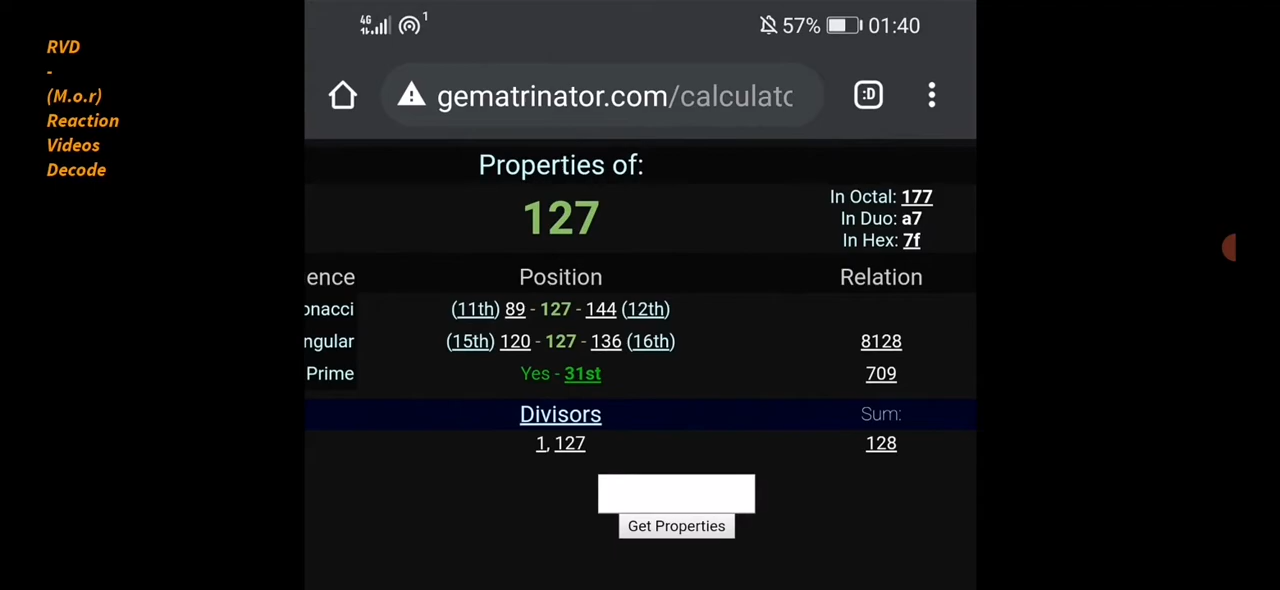 RVD
-
(M.o.r)
Reaction
Videos
Decode
4G 1 57% 01:40
gematrinator.com/calculatc :D
Properties of:
127
In Octal: 177
In Duo: a7
In Hex: 7f
ence Position Relation
onacci (11th) 89 - 127 - 144 (12th)
ngular (15th) 120 - 127 - 136 (16th) 8128
Prime Yes - 31st 709
Divisors Sum:
1, 127 128
Get Properties